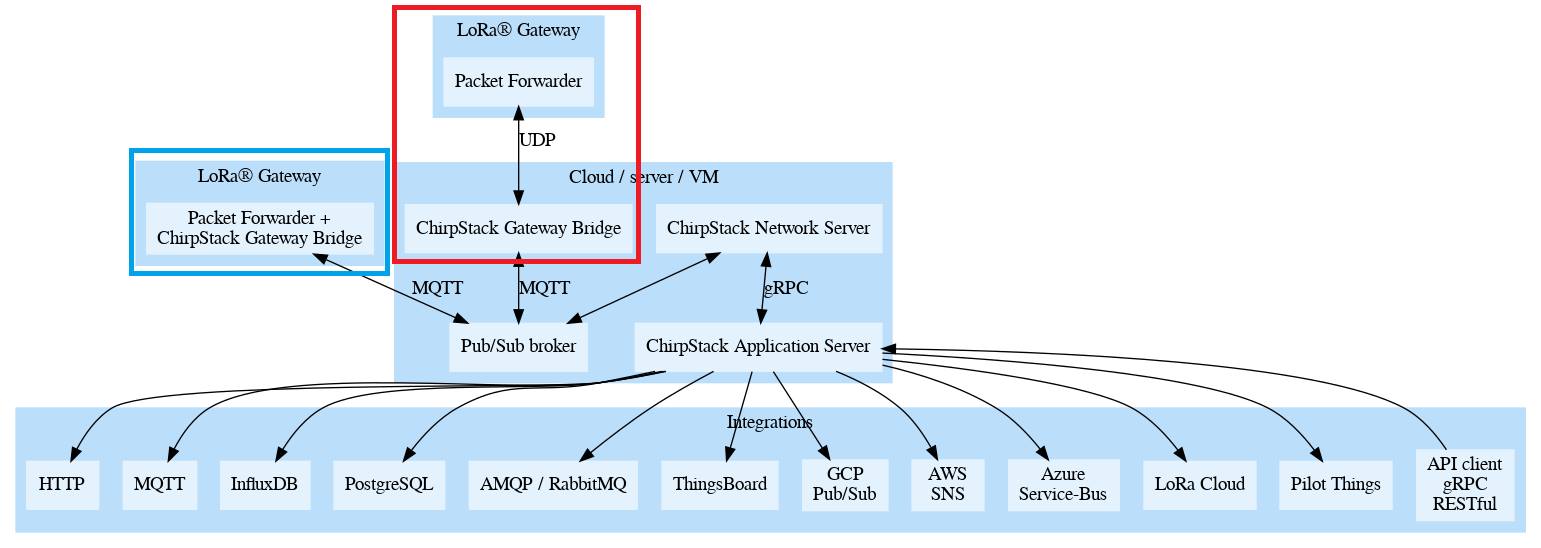 LoRa® Gateway
Packet Forwarder
UDP
LoRa® Gateway
Packet Forwarder +
ChirpStack Gateway Bridge
Cloud / server / VM
ChirpStack Gateway Bridge
ChirpStack Network Server
MQTT
MQTT
gRPC
Pub/Sub broker
ChirpStack Application Server
Integrations
HTTP
MQTT
InfluxDB
PostgreSQL
AMQP / RabbitMQ
ThingsBoard
GCP
Pub/Sub
AWS
SNS
Azure
Service-Bus
LoRa Cloud
Pilot Things
API client
gRPC
RESTful